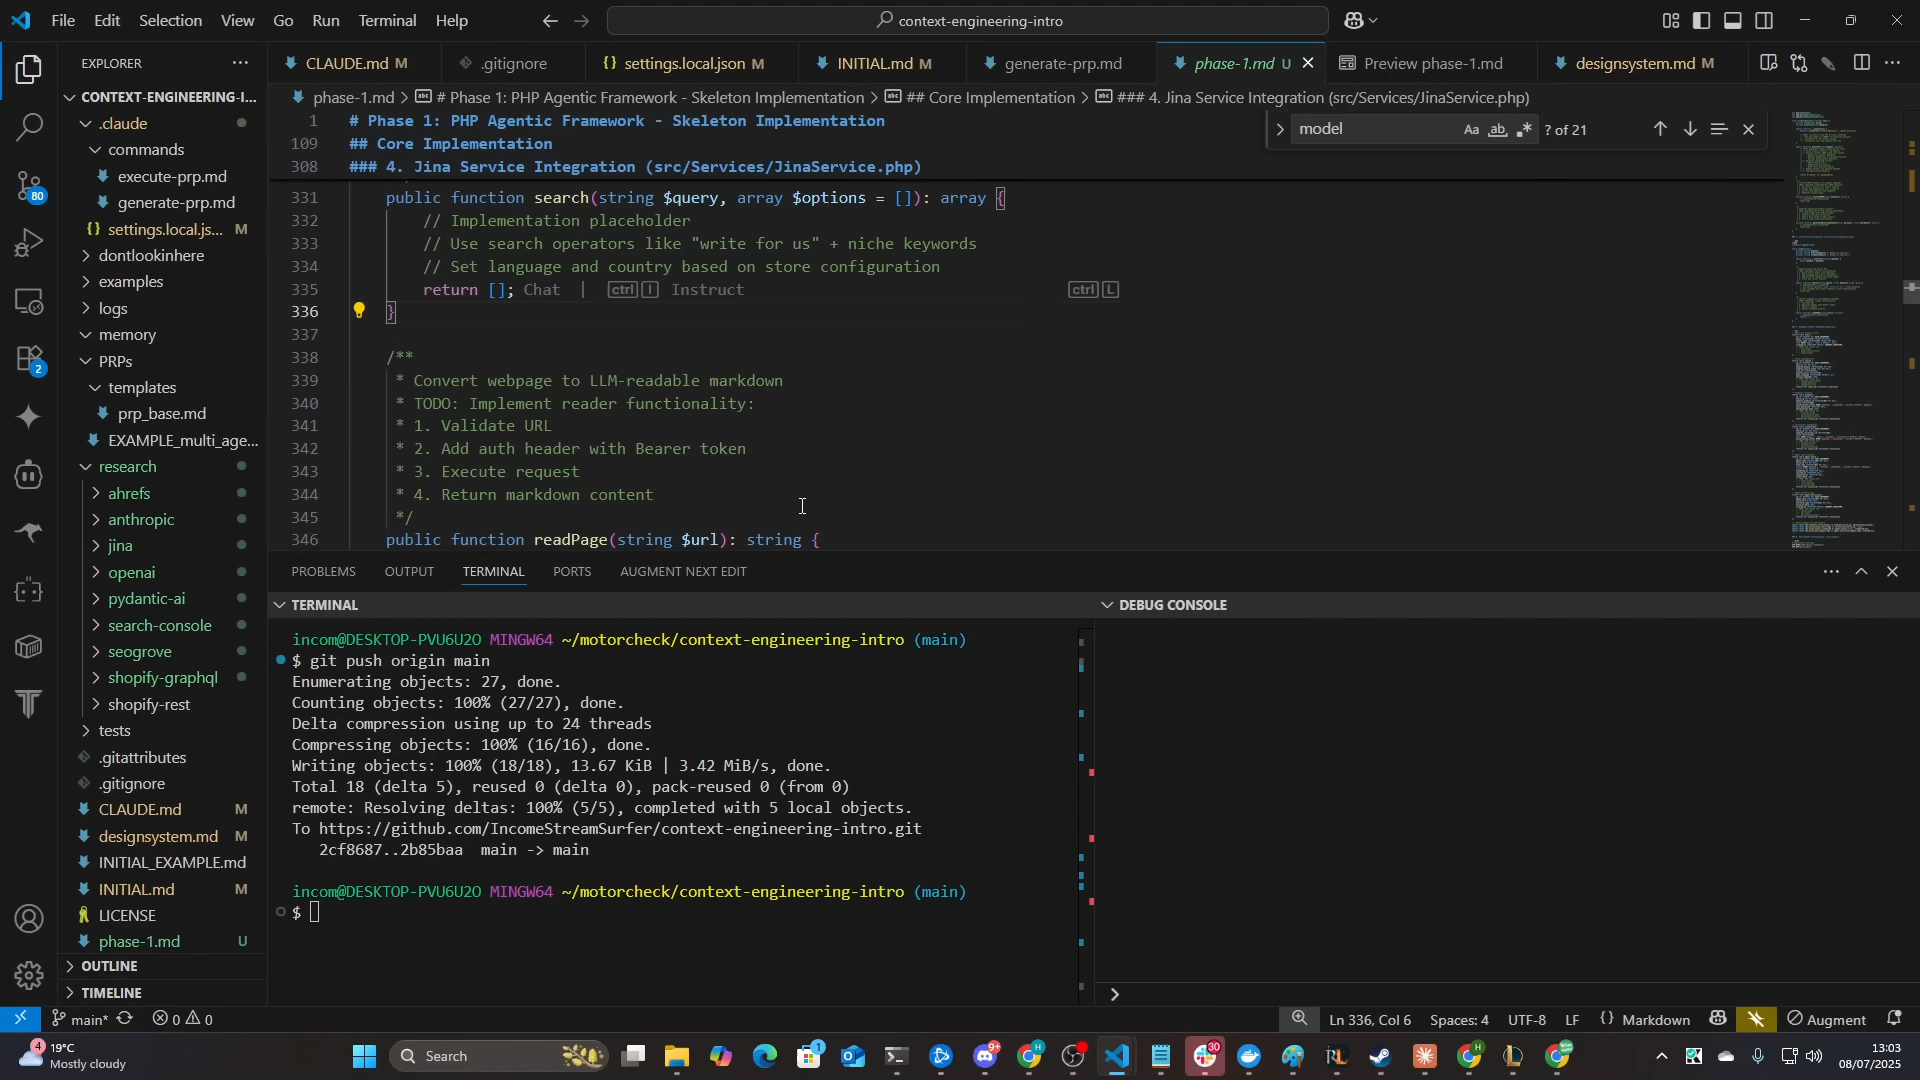 File Edit Selection View Go Run Terminal Help
context-engineering-intro
EXPLORER
CONTEXT-ENGINEERING-I...
.claude
commands
execute-prp.md
generate-prp.md
settings.local.js... M
dontlookinhere
examples
logs
memory
PRPs
templates
prp_base.md
EXAMPLE_multi_age...
research
ahrefs
anthropic
jina
openai
pydantic-ai
search-console
seogrove
shopify-graphql
shopify-rest
tests
.gitattributes
.gitignore
CLAUDE.md M
designsystem.md M
INITIAL_EXAMPLE.md
INITIAL.md M
LICENSE
phase-1.md U
OUTLINE
TIMELINE
80
2
CLAUDE.md M .gitignore settings.local.json M INITIAL.md M generate-prp.md phase-1.md U Preview phase-1.md designsystem.md M
phase-1.md > # Phase 1: PHP Agentic Framework - Skeleton Implementation > ## Core Implementation > ### 4. Jina Service Integration (src/Services/JinaService.php)
model Aa ab ? of 21
1 # Phase 1: PHP Agentic Framework - Skeleton Implementation
109 ## Core Implementation
308 ### 4. Jina Service Integration (src/Services/JinaService.php)
331 public function search(string $query, array $options = []): array {
332 // Implementation placeholder
333 // Use search operators like "write for us" + niche keywords
334 // Set language and country based on store configuration
335 return []; Chat | ctrl I Instruct ctrl L
336 }
337
338 /**
339 * Convert webpage to LLM-readable markdown
340 * TODO: Implement reader functionality:
341 * 1. Validate URL
342 * 2. Add auth header with Bearer token
343 * 3. Execute request
344 * 4. Return markdown content
345 */
346 public function readPage(string $url): string {
PROBLEMS OUTPUT TERMINAL PORTS AUGMENT NEXT EDIT
TERMINAL
incom@DESKTOP-PVU6U2O MINGW64 ~/motorcheck/context-engineering-intro (main)
$ git push origin main
Enumerating objects: 27, done.
Counting objects: 100% (27/27), done.
Delta compression using up to 24 threads
Compressing objects: 100% (16/16), done.
Writing objects: 100% (18/18), 13.67 KiB | 3.42 MiB/s, done.
Total 18 (delta 5), reused 0 (delta 0), pack-reused 0 (from 0)
remote: Resolving deltas: 100% (5/5), completed with 5 local objects.
To https://github.com/IncomeStreamSurfer/context-engineering-intro.git
2cf8687..2b85baa main -> main
incom@DESKTOP-PVU6U2O MINGW64 ~/motorcheck/context-engineering-intro (main)
$
DEBUG CONSOLE
main* 0 0 Ln 336, Col 6 Spaces: 4 UTF-8 LF {} Markdown Augment
4 19°C
Mostly cloudy
Search
1
9+
30
13:03
08/07/2025